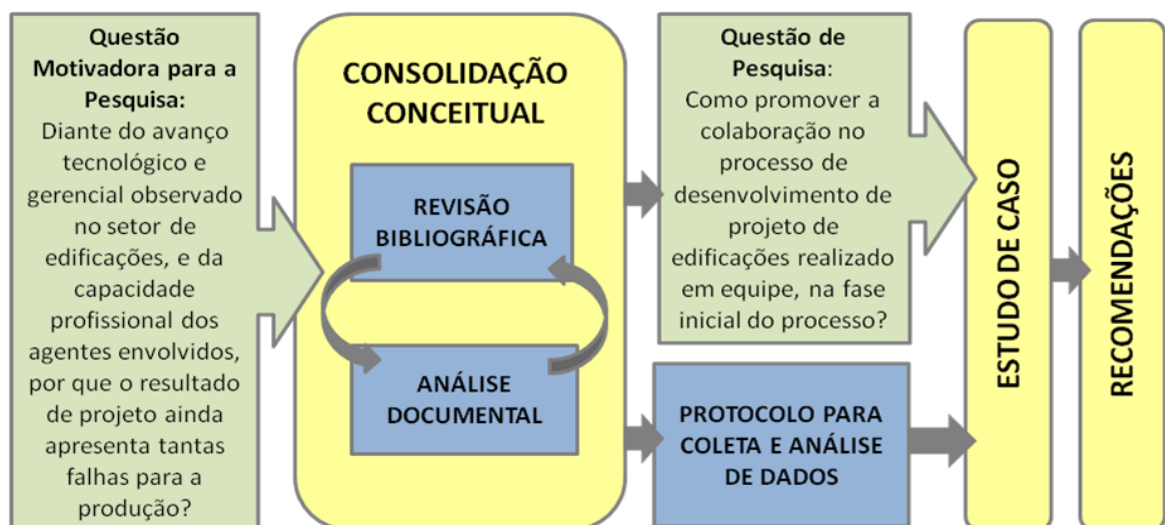 Questão
Motivadora para a
Pesquisa:
Diante do avanço
tecnológico e
gerencial observado
no setor de
edificações, e da
capacidade
profissional dos
agentes envolvidos,
por que o resultado
de projeto ainda
apresenta tantas
falhas para a
produção?
CONSOLIDAÇÃO
CONCEITUAL
REVISÃO
BIBLIOGRÁFICA
ANÁLISE
DOCUMENTAL
Questão de
Pesquisa:
Como promover a
colaboração no
processo de
desenvolvimento de
projeto de
edificações realizado
em equipe, na fase
inicial do processo?
PROTOCOLO PARA
COLETA E ANÁLISE
DE DADOS
ESTUDO DE CASO
RECOMENDAÇÕES